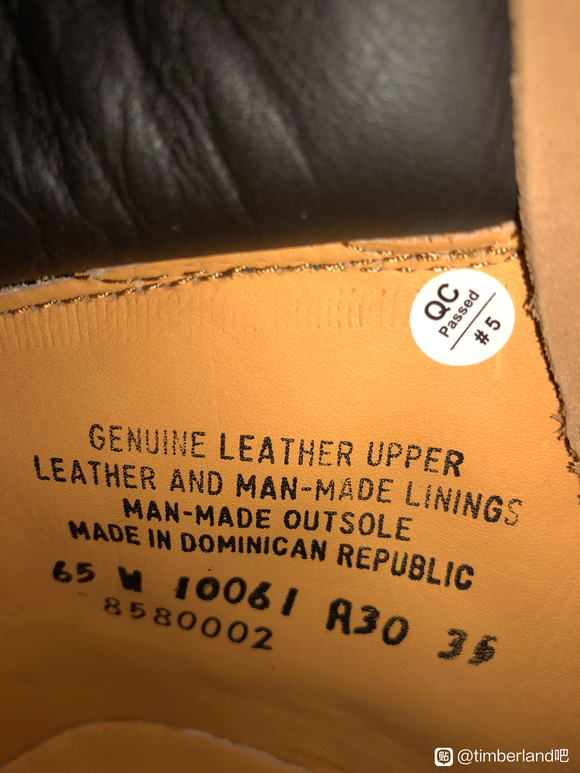 QC
Passed
#5
GENUINE LEATHER UPPER
LEATHER AND MAN-MADE LININGS
MAN-MADE OUTSOLE
MADE IN DOMINICAN REPUBLIC
65 W 10061 A30
8580002
貼 @timberland吧